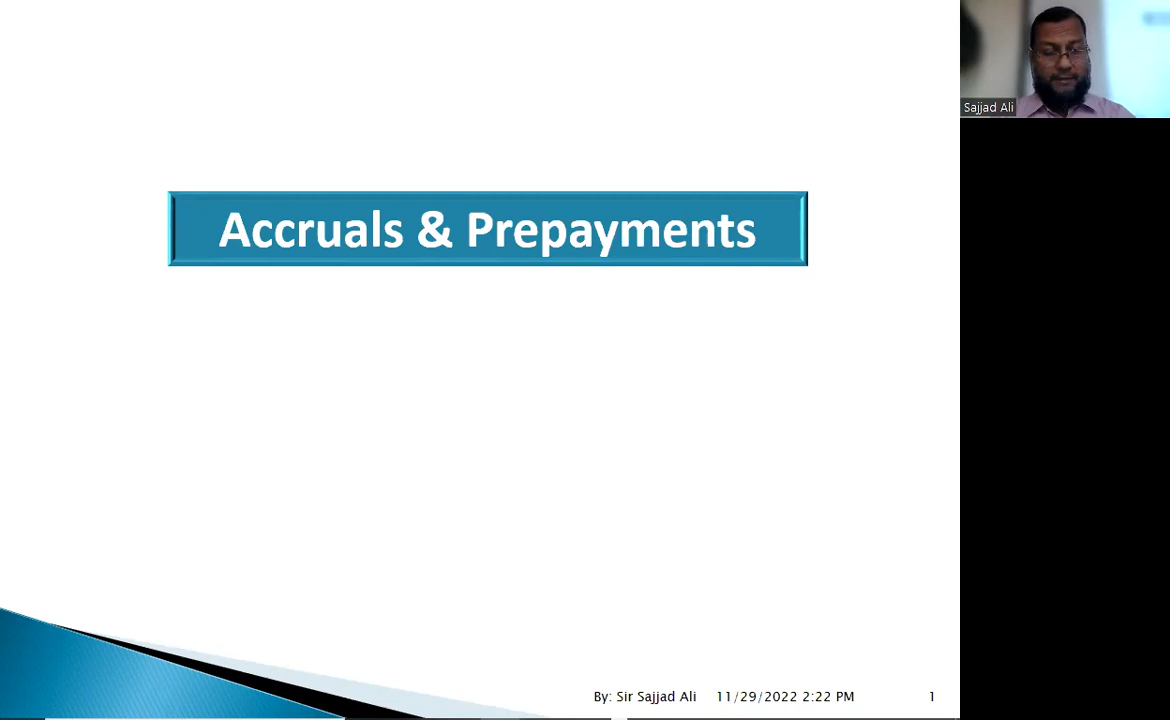 Sajjad Ali
Accruals & Prepayments
By: Sir Sajjad Ali 11/29/2022 2:22 PM 1